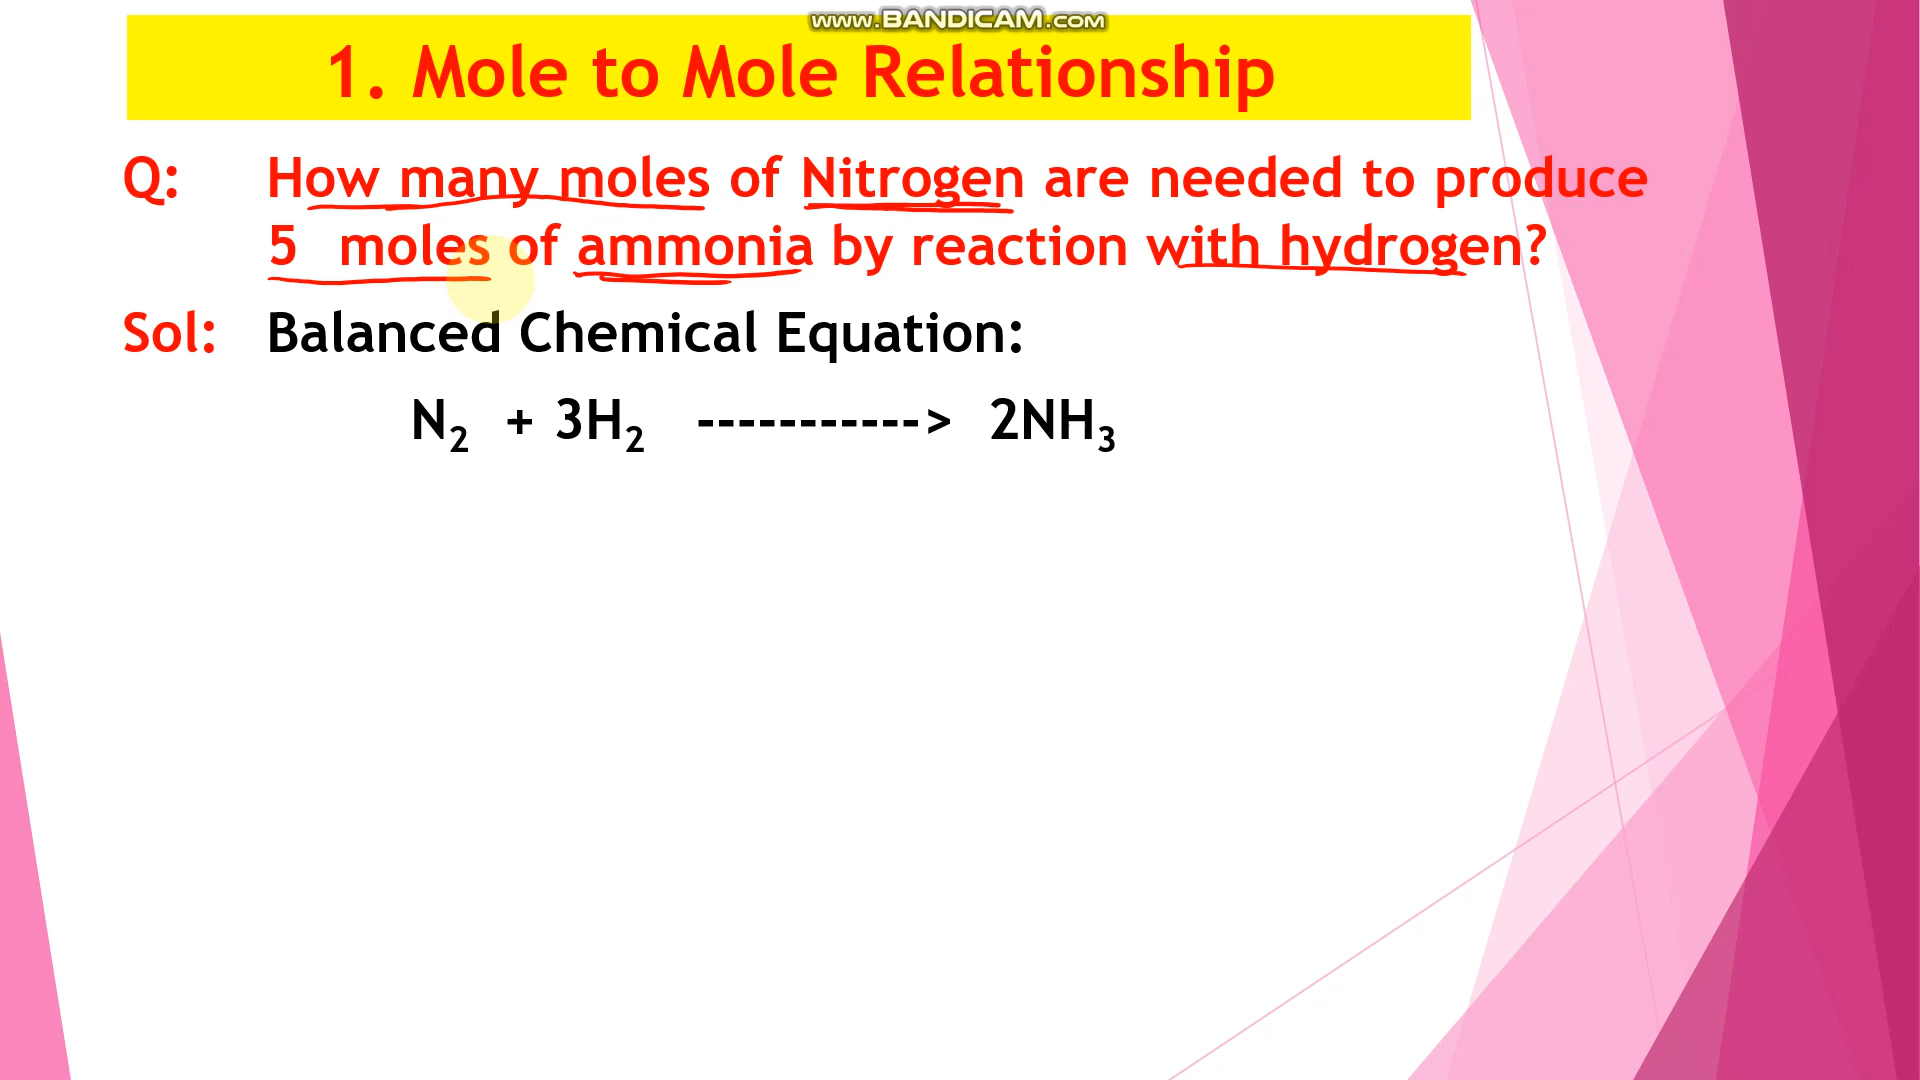 www.BANDICAM.com
1. Mole to Mole Relationship
Q: How many moles of Nitrogen are needed to produce
5 moles of ammonia by reaction with hydrogen?
Sol: Balanced Chemical Equation:
N₂ + 3H₂ -----------> 2NH₃